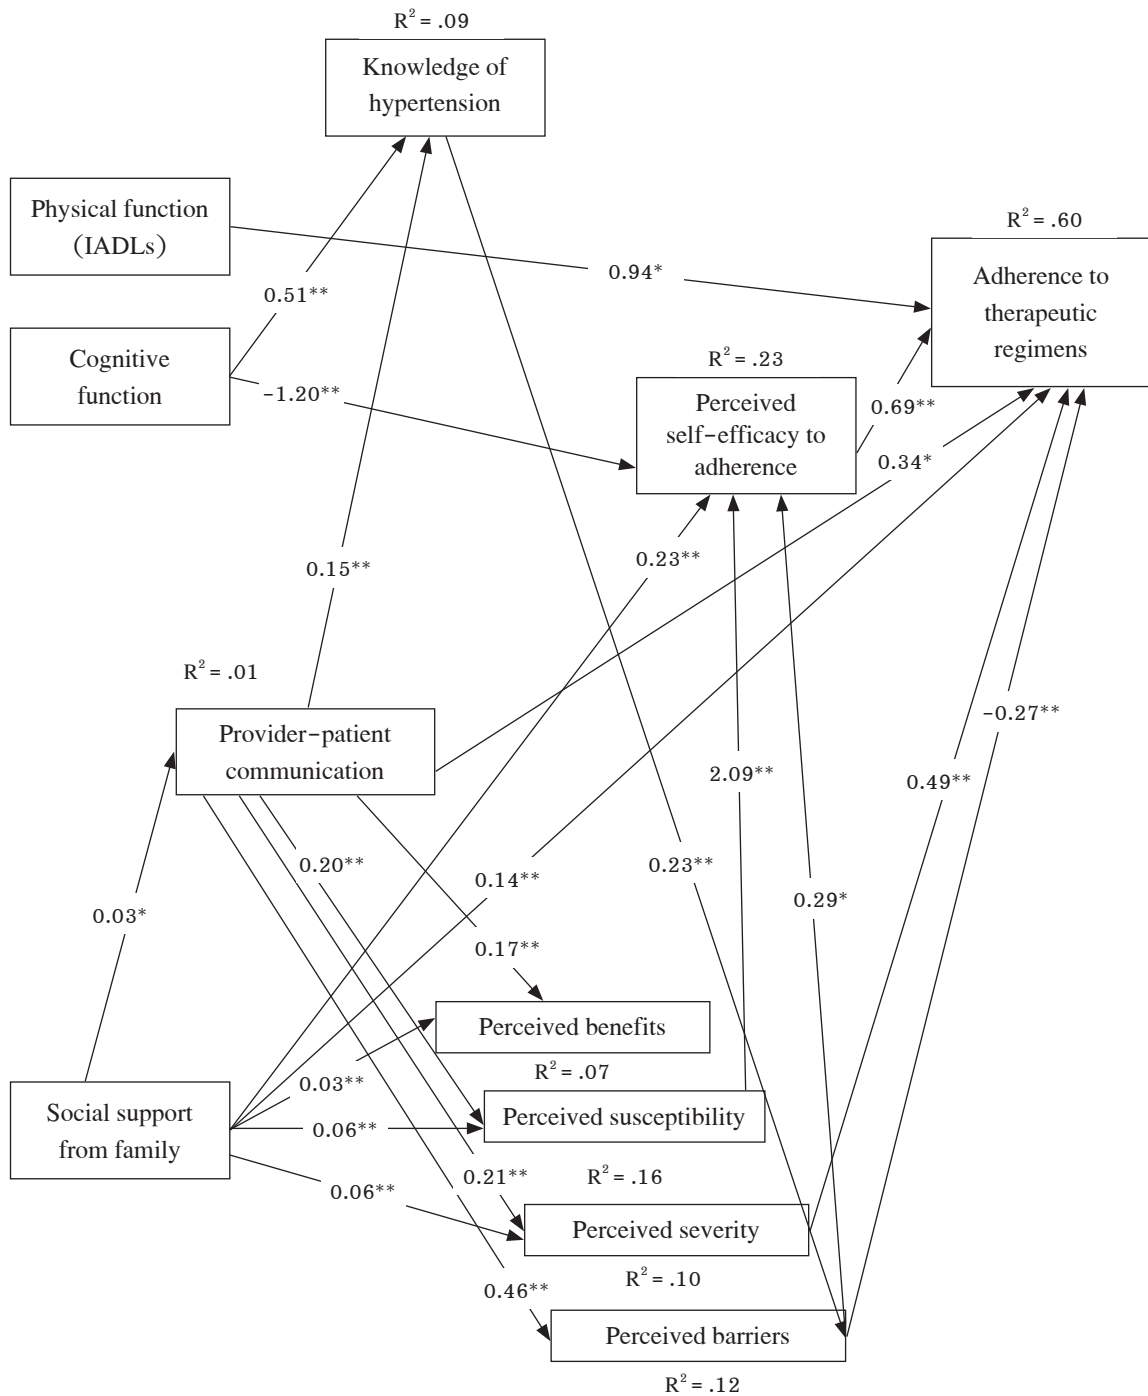 R² = .09
Knowledge of
hypertension
Physical function
(IADLs)
R² = .60
Adherence to
therapeutic
regimens
0.94*
0.51**
Cognitive
function
R² = .23
-1.20**
Perceived
self-efficacy to
adherence
0.69**
0.34*
0.23**
0.15**
R² = .01
Provider-patient
communication
-0.27**
2.09**
0.49**
0.20**
0.14**
0.23**
0.29*
0.03*
0.17**
Perceived benefits
R² = .07
0.03**
Social support
from family
Perceived susceptibility
0.06**
R² = .16
0.21**
0.06**
Perceived severity
R² = .10
0.46**
Perceived barriers
R² = .12